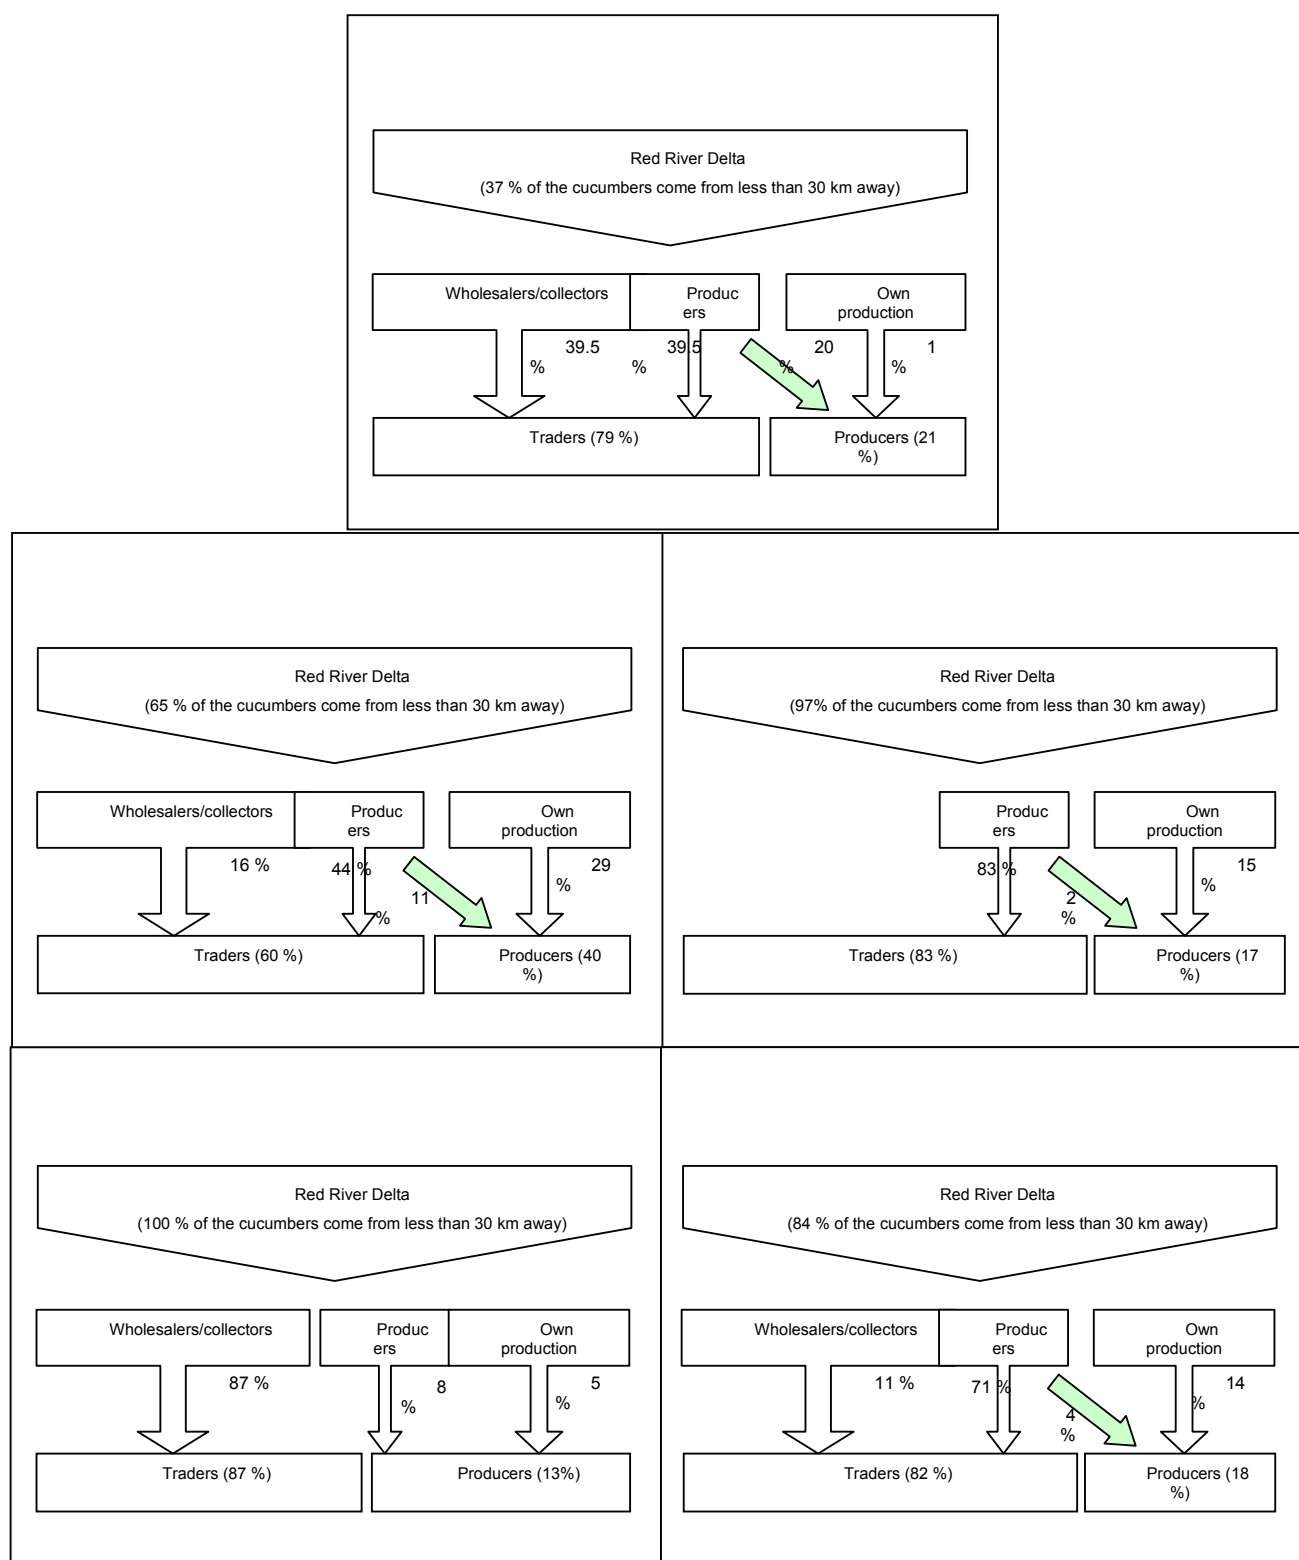 Red River Delta
(37 % of the cucumbers come from less than 30 km away)
Wholesalers/collectors
Produc
ers
Own
production
39.5
%
39.5
%
20
%
1
%
Traders (79 %)
Producers (21
%)
Red River Delta
(65 % of the cucumbers come from less than 30 km away)
Wholesalers/collectors
Produc
ers
Own
production
16 %
44 %
11
%
29
%
Traders (60 %)
Producers (40
%)
Red River Delta
(97% of the cucumbers come from less than 30 km away)
Produc
ers
Own
production
83 %
2
%
15
%
Traders (83 %)
Producers (17
%)
Red River Delta
(100 % of the cucumbers come from less than 30 km away)
Wholesalers/collectors
Produc
ers
Own
production
87 %
8
%
5
%
Traders (87 %)
Producers (13%)
Red River Delta
(84 % of the cucumbers come from less than 30 km away)
Wholesalers/collectors
Produc
ers
Own
production
11 %
71 %
4
%
14
%
Traders (82 %)
Producers (18
%)